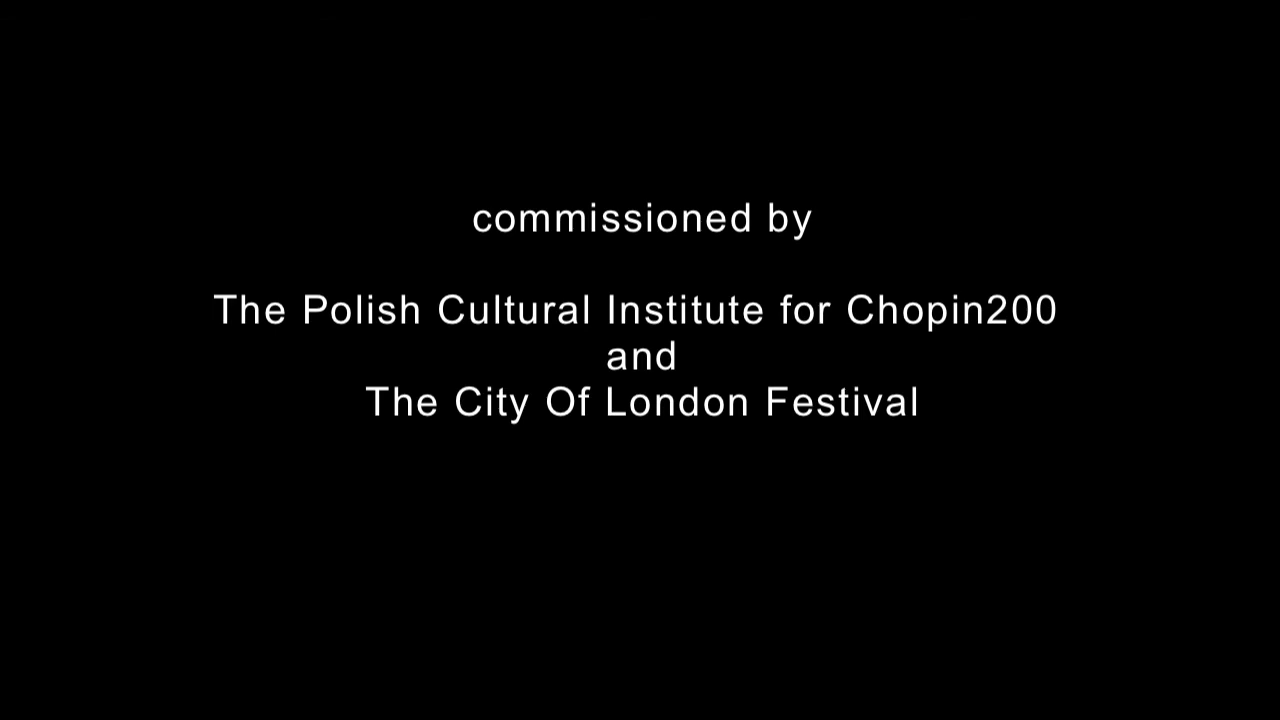 commissioned by
The Polish Cultural Institute for Chopin200
and
The City Of London Festival